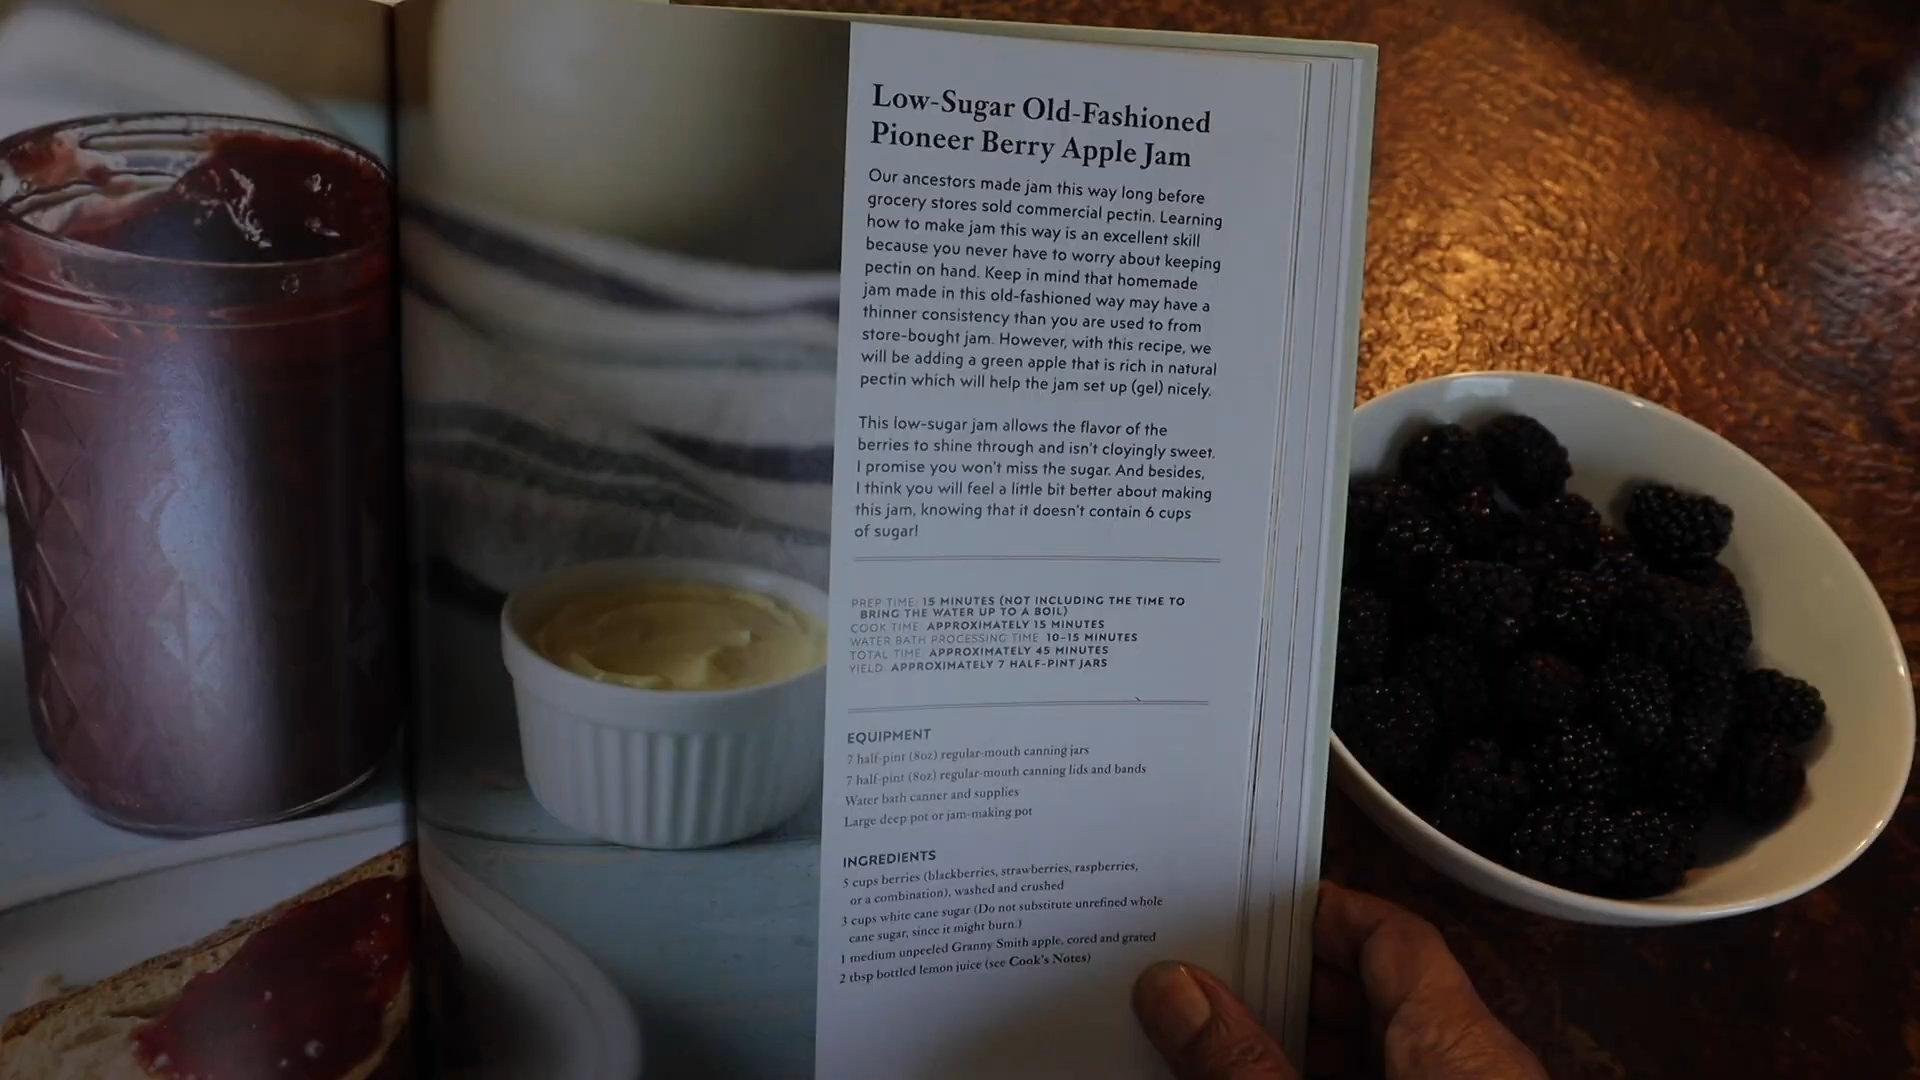 Low-Sugar Old-Fashioned
Pioneer Berry Apple Jam
Our ancestors made jam this way long before
grocery stores sold commercial pectin. Learning
how to make jam this way is an excellent skill
because you never have to worry about keeping
pectin on hand. Keep in mind that homemade
jam made in this old-fashioned way may have a
thinner consistency than you are used to from
store-bought jam. However, with this recipe, we
will be adding a green apple that is rich in natural
pectin which will help the jam set up (gel) nicely.
This low-sugar jam allows the flavor of the
berries to shine through and isn't cloyingly sweet.
I promise you won't miss the sugar. And besides,
I think you will feel a little bit better about making
this jam, knowing that it doesn't contain 6 cups
of sugar!
PREP TIME: 15 MINUTES (NOT INCLUDING THE TIME TO
BRING THE WATER UP TO A BOIL)
COOK TIME: APPROXIMATELY 15 MINUTES
WATER BATH PROCESSING TIME: 10–15 MINUTES
TOTAL TIME: APPROXIMATELY 45 MINUTES
YIELD: APPROXIMATELY 7 HALF-PINT JARS
EQUIPMENT
7 half-pint (8oz) regular-mouth canning jars
7 half-pint (8oz) regular-mouth canning lids and bands
Water bath canner and supplies
Large deep pot or jam-making pot
INGREDIENTS
5 cups berries (blackberries, strawberries, raspberries,
or a combination), washed and crushed
3 cups white cane sugar (Do not substitute unrefined whole
cane sugar, since it might burn.)
1 medium unpeeled Granny Smith apple, cored and grated
2 tbsp bottled lemon juice (see Cook's Notes)